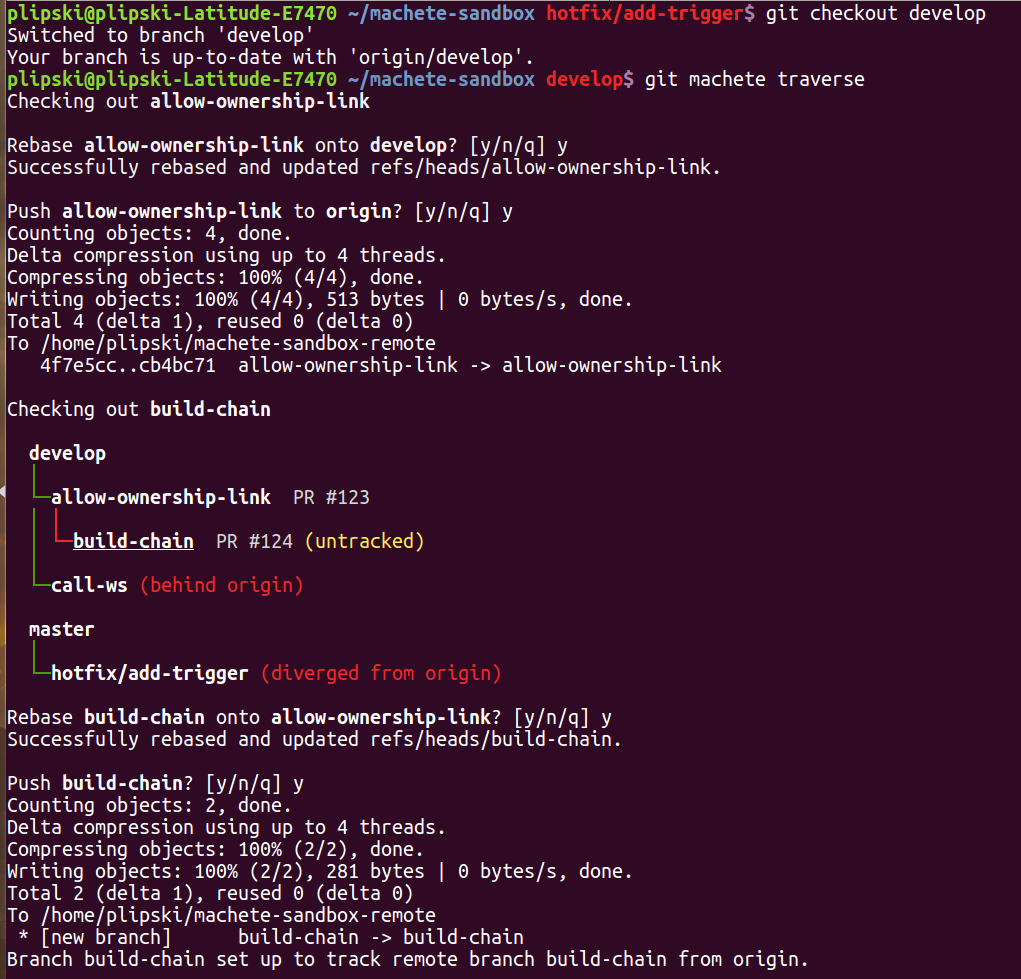 plipski@plipski-Latitude-E7470 ~/machete-sandbox hotfix/add-trigger$ git checkout develop
Switched to branch 'develop'
Your branch is up-to-date with 'origin/develop'.
plipski@plipski-Latitude-E7470 ~/machete-sandbox develop$ git machete traverse
Checking out allow-ownership-link
Rebase allow-ownership-link onto develop? [y/n/q] y
Successfully rebased and updated refs/heads/allow-ownership-link.
Push allow-ownership-link to origin? [y/n/q] y
Counting objects: 4, done.
Delta compression using up to 4 threads.
Compressing objects: 100% (4/4), done.
Writing objects: 100% (4/4), 513 bytes | 0 bytes/s, done.
Total 4 (delta 1), reused 0 (delta 0)
To /home/plipski/machete-sandbox-remote
   4f7e5cc..cb4bc71  allow-ownership-link -> allow-ownership-link
Checking out build-chain
develop
allow-ownership-link  PR #123
build-chain  PR #124 (untracked)
call-ws (behind origin)
master
hotfix/add-trigger (diverged from origin)
Rebase build-chain onto allow-ownership-link? [y/n/q] y
Successfully rebased and updated refs/heads/build-chain.
Push build-chain? [y/n/q] y
Counting objects: 2, done.
Delta compression using up to 4 threads.
Compressing objects: 100% (2/2), done.
Writing objects: 100% (2/2), 281 bytes | 0 bytes/s, done.
Total 2 (delta 1), reused 0 (delta 0)
To /home/plipski/machete-sandbox-remote
 * [new branch]      build-chain -> build-chain
Branch build-chain set up to track remote branch build-chain from origin.